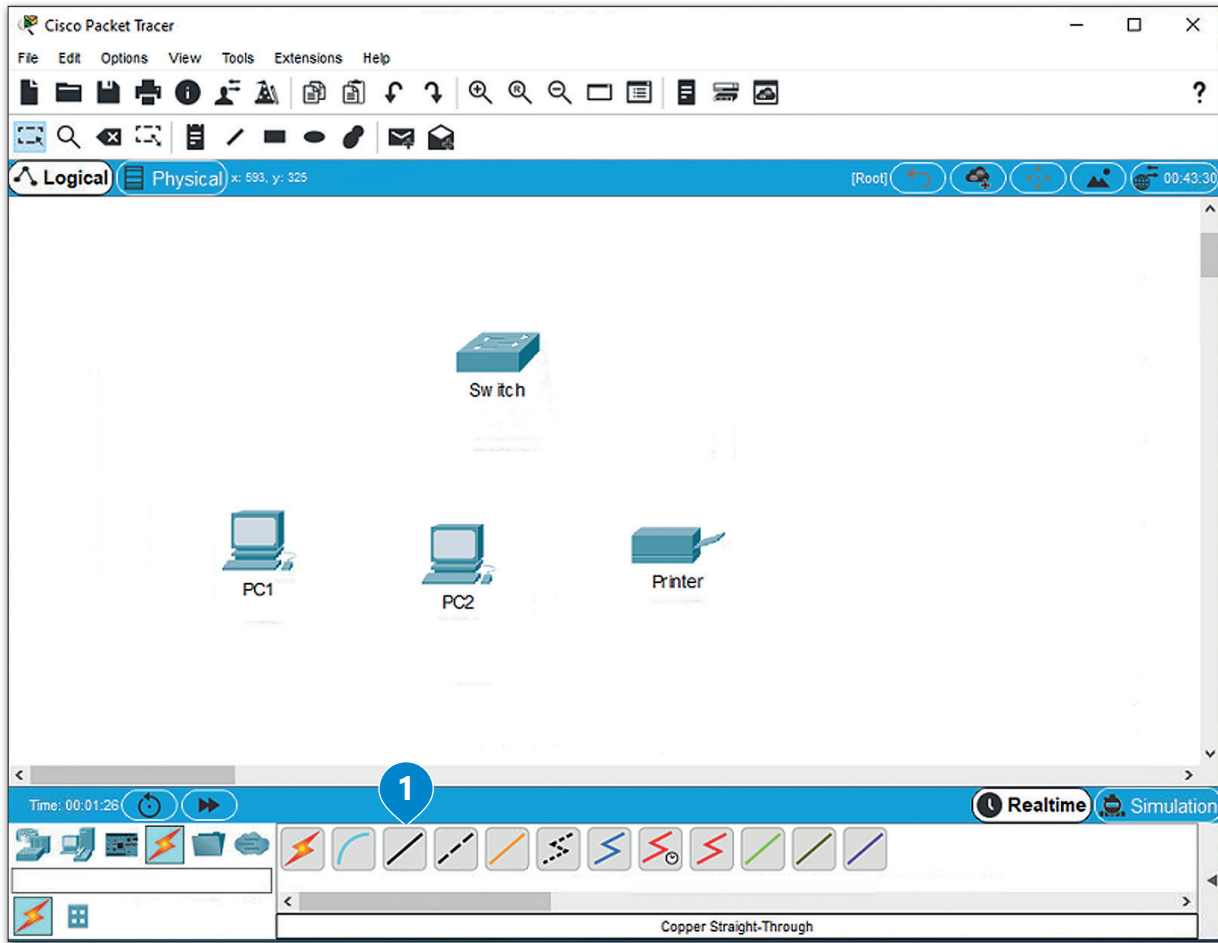 Cisco Packet Tracer
File Edit Options View Tools Extensions Help
?
Logical Physical x: 593, y: 325 [Root] 00:43:30
Switch
PC1
PC2
Printer
1
Time: 00:01:26 Realtime Simulation
Copper Straight-Through